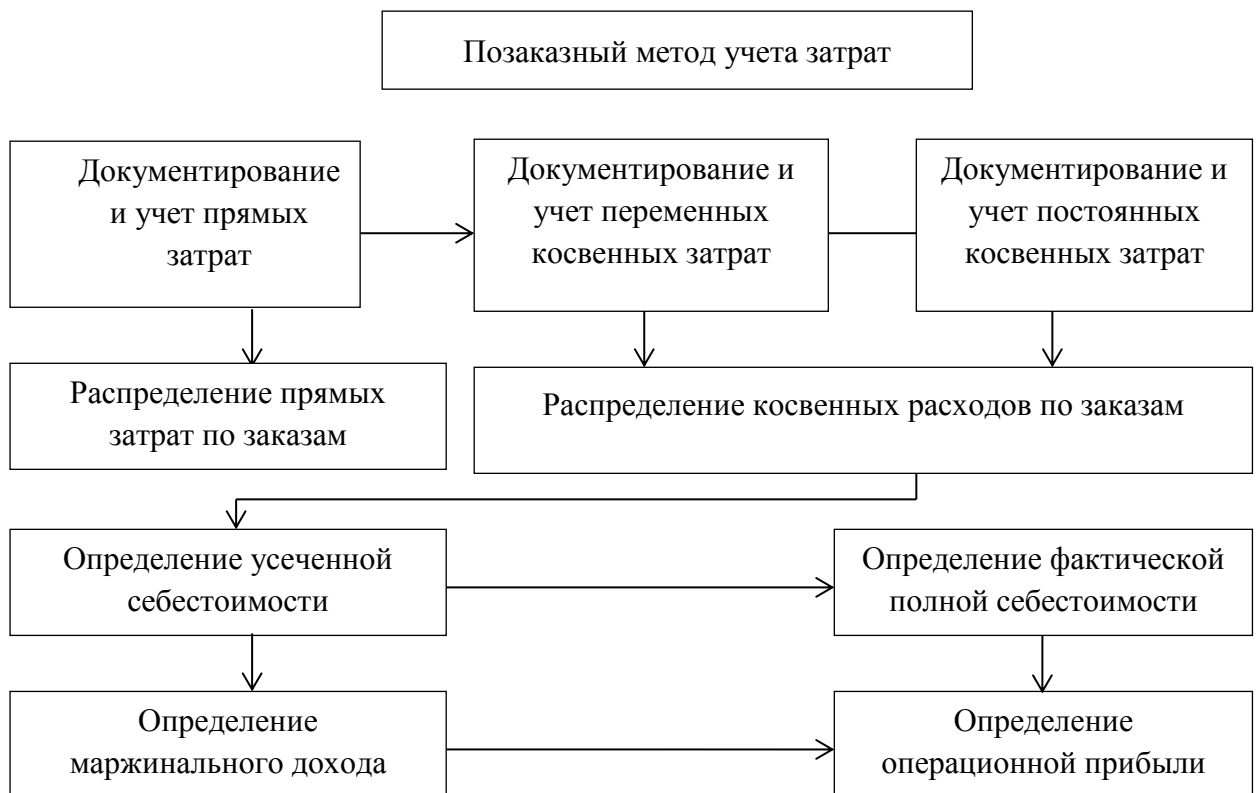 Позаказный метод учета затрат
Документирование
и учет прямых
затрат
Документирование и
учет переменных
косвенных затрат
Документирование и
учет постоянных
косвенных затрат
Распределение прямых
затрат по заказам
Распределение косвенных расходов по заказам
Определение усеченной
себестоимости
Определение фактической
полной себестоимости
Определение
маржинального дохода
Определение
операционной прибыли